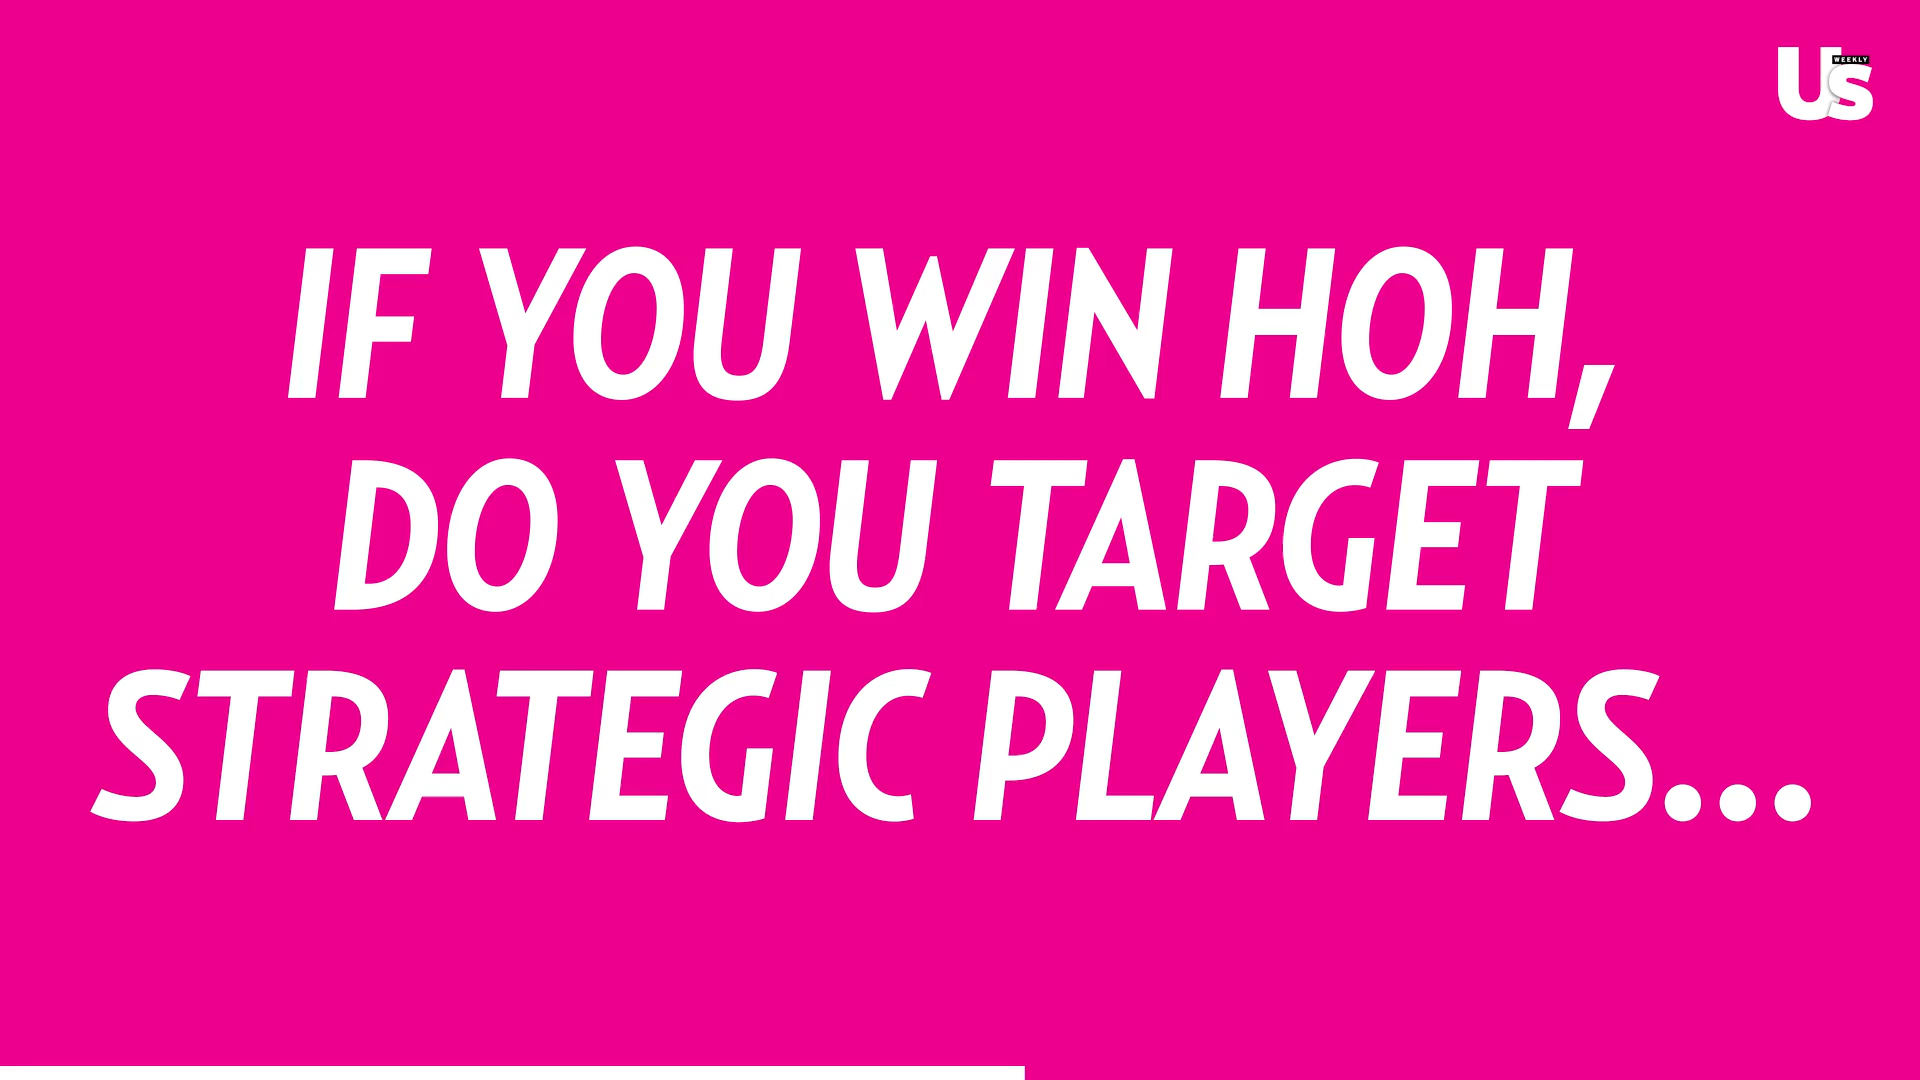 Us
WEEKLY
IF YOU WIN HOH,
DO YOU TARGET
STRATEGIC PLAYERS...